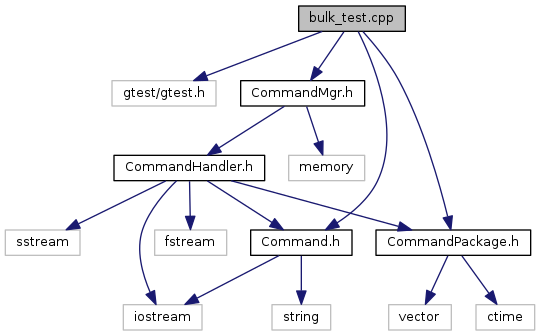 bulk_test.cpp
gtest/gtest.h
CommandMgr.h
CommandHandler.h
memory
sstream
fstream
Command.h
CommandPackage.h
iostream
string
vector
ctime